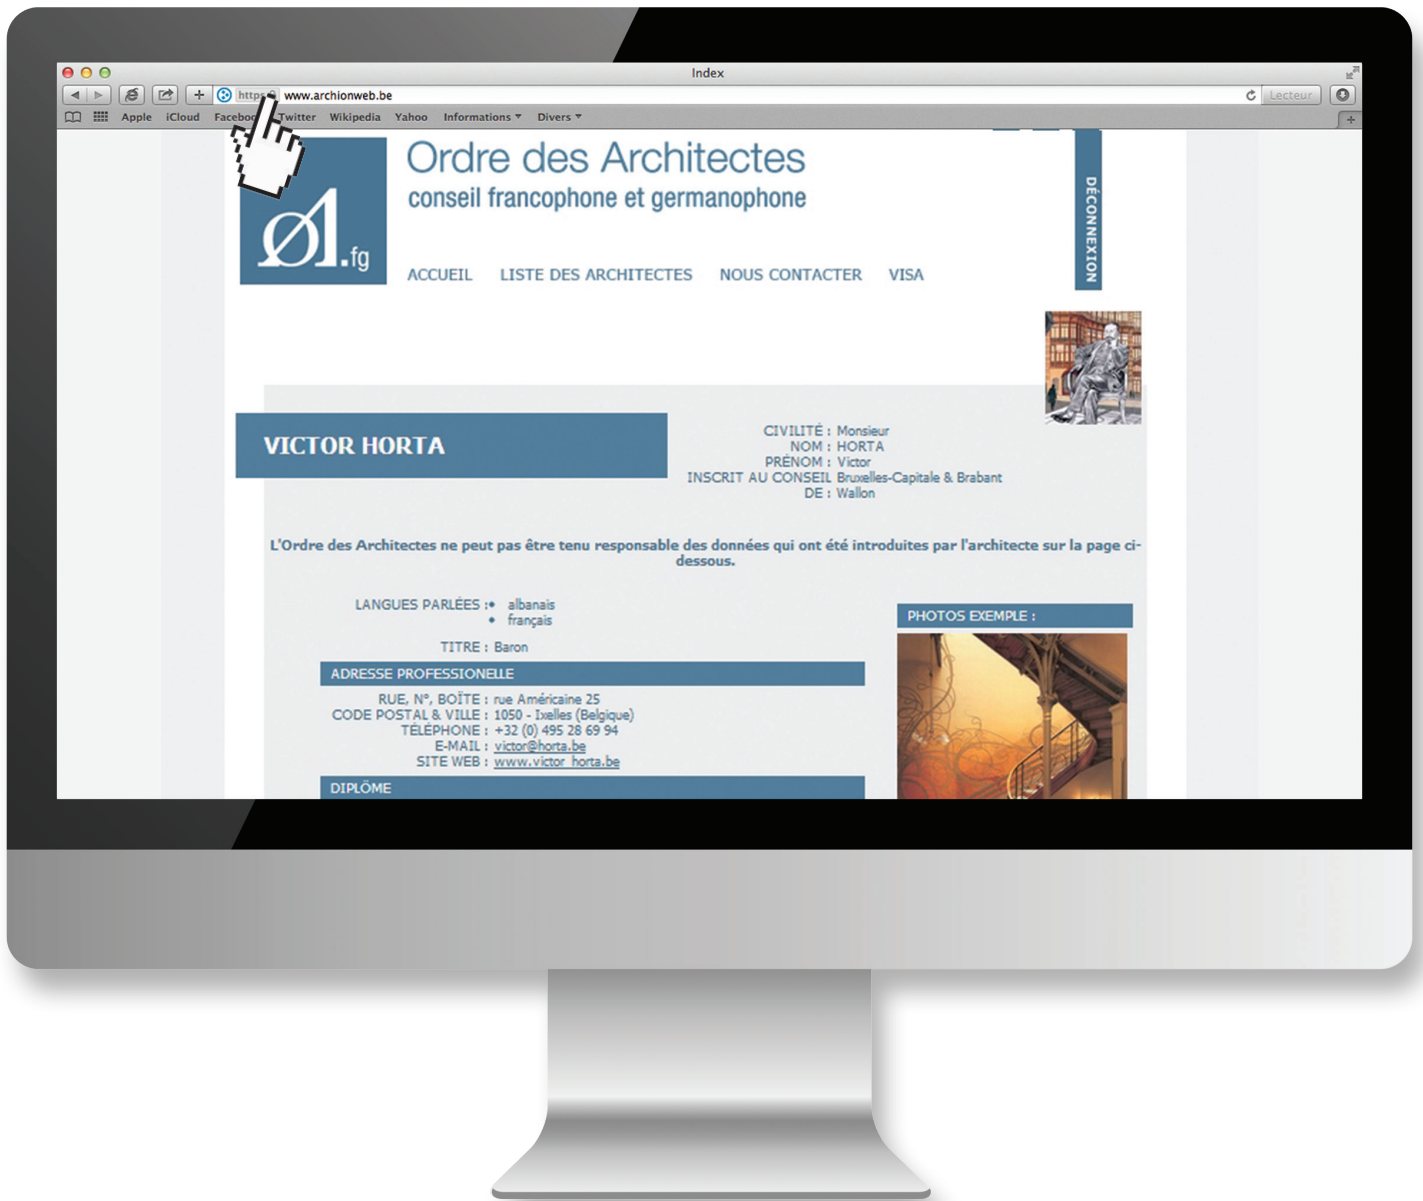 Index
https www.archionweb.be
Lecteur
Apple iCloud Facebook Twitter Wikipedia Yahoo Informations Divers
Ordre des Architectes
conseil francophone et germanophone
.fg
ACCUEIL LISTE DES ARCHITECTES NOUS CONTACTER VISA
DÉCONNEXION
VICTOR HORTA
CIVILITÉ : Monsieur
NOM : HORTA
PRÉNOM : Victor
INSCRIT AU CONSEIL Bruxelles-Capitale & Brabant
DE : Wallon
L'Ordre des Architectes ne peut pas être tenu responsable des données qui ont été introduites par l'architecte sur la page ci-
dessous.
LANGUES PARLÉES :• albanais
• français
TITRE : Baron
ADRESSE PROFESSIONELLE
RUE, N°, BOÎTE : rue Américaine 25
CODE POSTAL & VILLE : 1050 - Ixelles (Belgique)
TÉLÉPHONE : +32 (0) 495 28 69 94
E-MAIL : victor@horta.be
SITE WEB : www.victor horta.be
DIPLÔME
PHOTOS EXEMPLE :